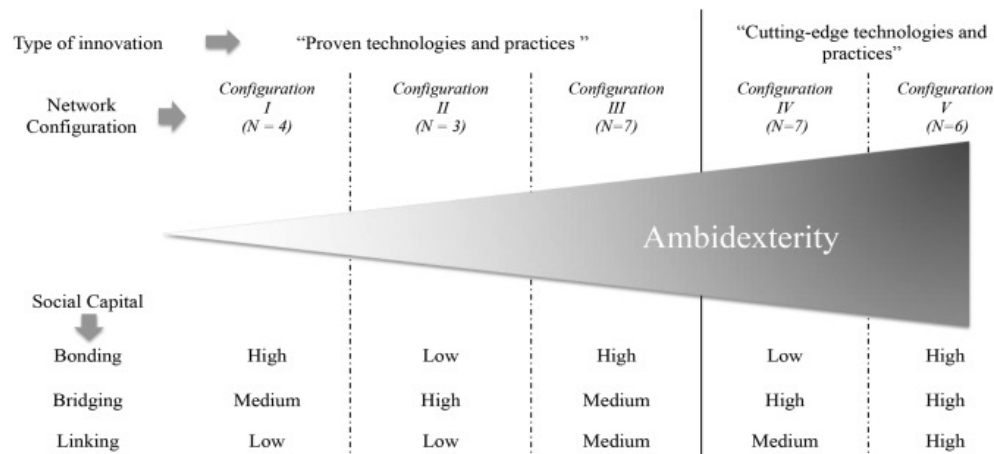 Type of innovation
“Proven technologies and practices ”
“Cutting-edge technologies and
practices”
Network
Configuration
Configuration
I
(N = 4)
Configuration
II
(N = 3)
Configuration
III
(N=7)
Configuration
IV
(N=7)
Configuration
V
(N=6)
Ambidexterity
Social Capital
Bonding High Low High Low High
Bridging Medium High Medium High High
Linking Low Low Medium Medium High